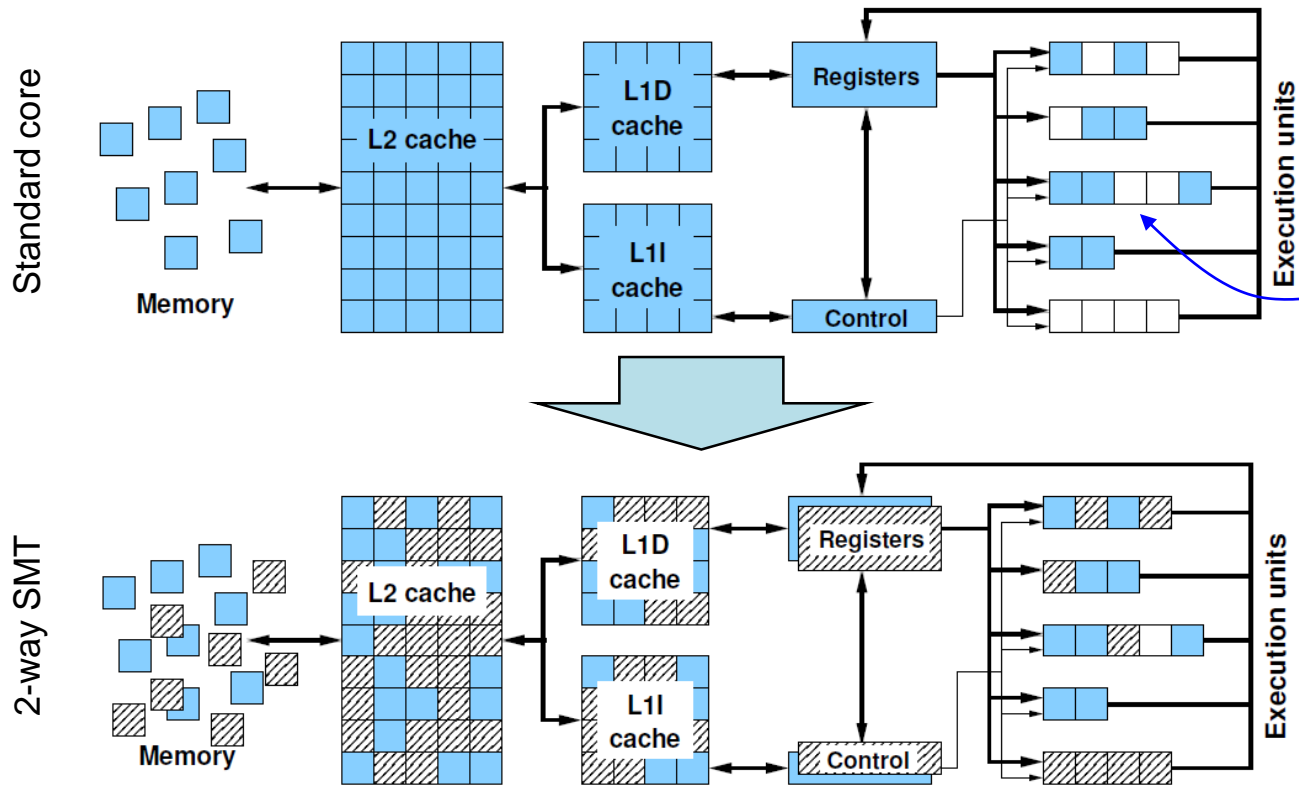 Standard core
Memory
L2 cache
L1D
cache
L1I
cache
Registers
Control
Execution units
2-way SMT
Memory
L2 cache
L1D
cache
L1I
cache
Registers
Control
Execution units